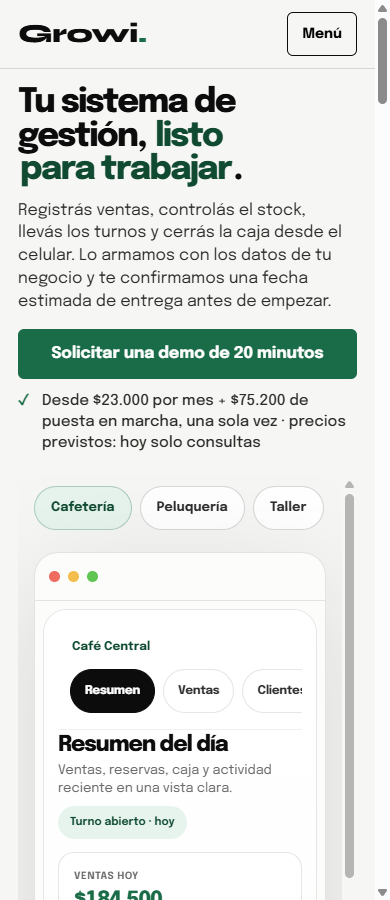 Growi.
Menú
Tu sistema de
gestión, listo
para trabajar.
Registrás ventas, controlás el stock,
llevás los turnos y cerrás la caja desde el
celular. Lo armamos con los datos de tu
negocio y te confirmamos una fecha
estimada de entrega antes de empezar.
Solicitar una demo de 20 minutos
✓ Desde $23.000 por mes + $75.200 de
puesta en marcha, una sola vez · precios
previstos: hoy solo consultas
Cafetería Peluquería Taller
Café Central
Resumen Ventas Clientes
Resumen del día
Ventas, reservas, caja y actividad
reciente en una vista clara.
Turno abierto · hoy
VENTAS HOY
$184.500